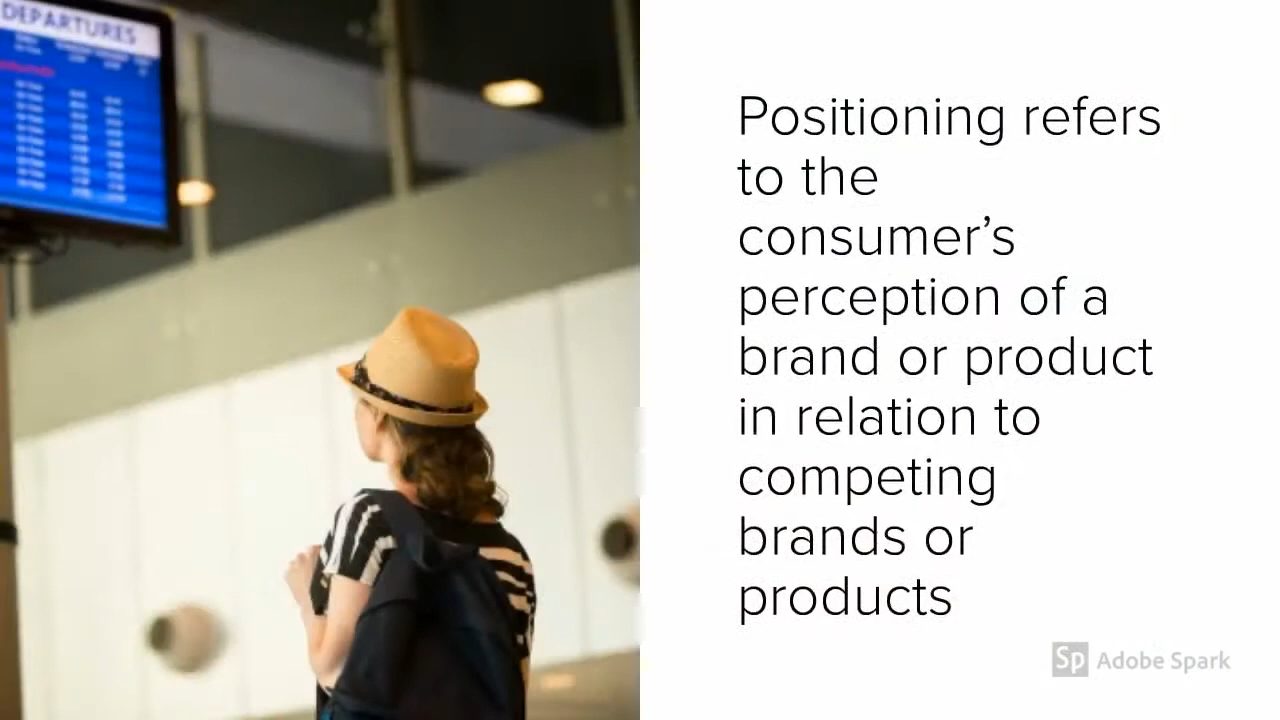 DEPARTURES
Positioning refers
to the
consumer’s
perception of a
brand or product
in relation to
competing
brands or
products
Sp Adobe Spark